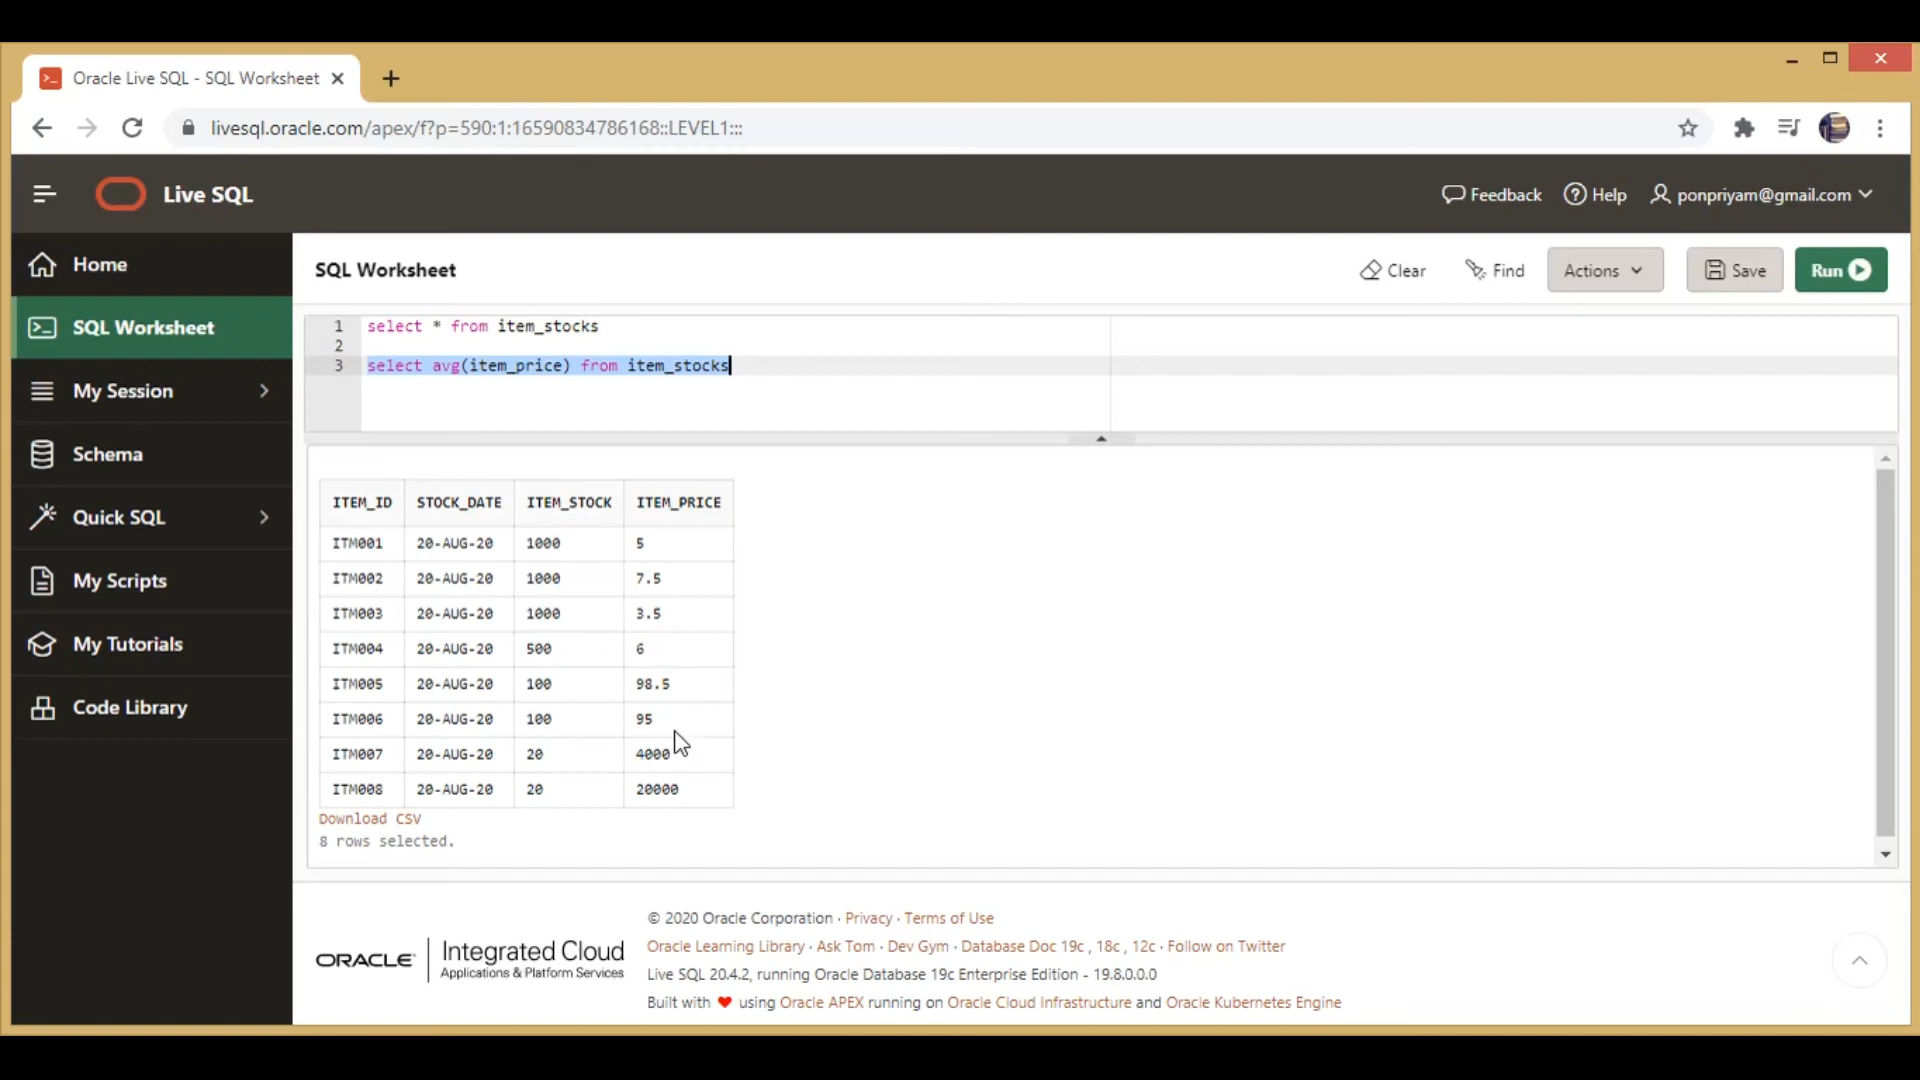 Oracle Live SQL - SQL Worksheet
livesql.oracle.com/apex/f?p=590:1:16590834786168::LEVEL1:::
Live SQL
Feedback
Help
ponpriyam@gmail.com
Home
SQL Worksheet
My Session
Schema
Quick SQL
My Scripts
My Tutorials
Code Library
SQL Worksheet
Clear
Find
Actions
Save
Run
1 select * from item_stocks
2
3 select avg(item_price) from item_stocks
ITEM_ID STOCK_DATE ITEM_STOCK ITEM_PRICE
ITM001 20-AUG-20 1000 5
ITM002 20-AUG-20 1000 7.5
ITM003 20-AUG-20 1000 3.5
ITM004 20-AUG-20 500 6
ITM005 20-AUG-20 100 98.5
ITM006 20-AUG-20 100 95
ITM007 20-AUG-20 20 4000
ITM008 20-AUG-20 20 20000
Download CSV
8 rows selected.
ORACLE
Integrated Cloud
Applications & Platform Services
© 2020 Oracle Corporation · Privacy · Terms of Use
Oracle Learning Library · Ask Tom · Dev Gym · Database Doc 19c , 18c , 12c · Follow on Twitter
Live SQL 20.4.2, running Oracle Database 19c Enterprise Edition - 19.8.0.0.0
Built with ❤ using Oracle APEX running on Oracle Cloud Infrastructure and Oracle Kubernetes Engine